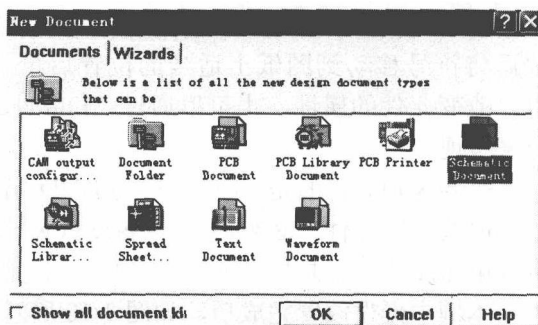 New Document
Documents Wizards
Below is a list of all the new design document types
that can be
CAM output
configur...
Document
Folder
PCB
Document
PCB Library
Document
PCB Printer
Schematic
Document
Schematic
Librar...
Spread
Sheet...
Text
Document
Waveform
Document
Show all document
OK Cancel Help